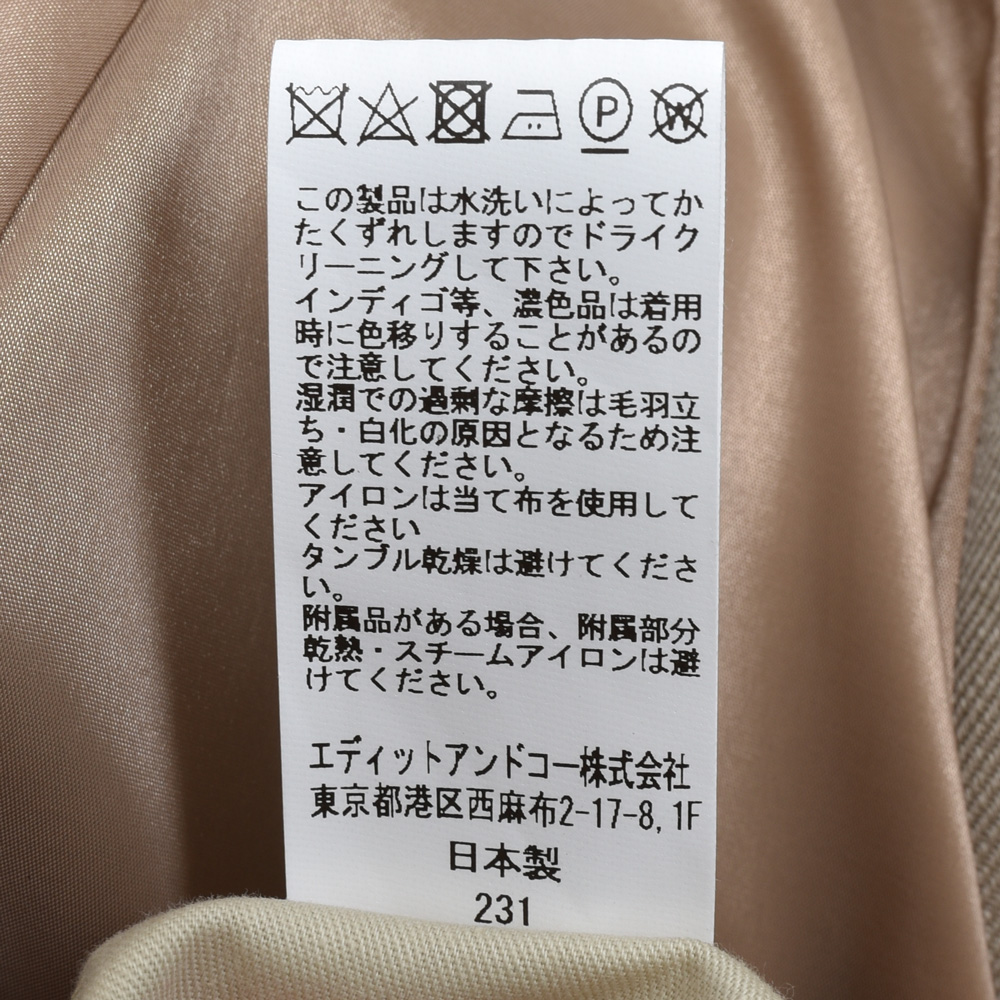 P W
この製品は水洗いによってか
たくずれしますのでドライク
リーニングして下さい。
インディゴ等、濃色品は着用
時に色移りすることがあるの
で注意してください。
湿潤での過剰な摩擦は毛羽立
ち・白化の原因となるため注
意してください。
アイロンは当て布を使用して
ください
タンブル乾燥は避けてくださ
い。
附属品がある場合、附属部分
乾熱・スチームアイロンは避
けてください。
エディットアンドコー株式会社
東京都港区西麻布2-17-8,1F
日本製
231